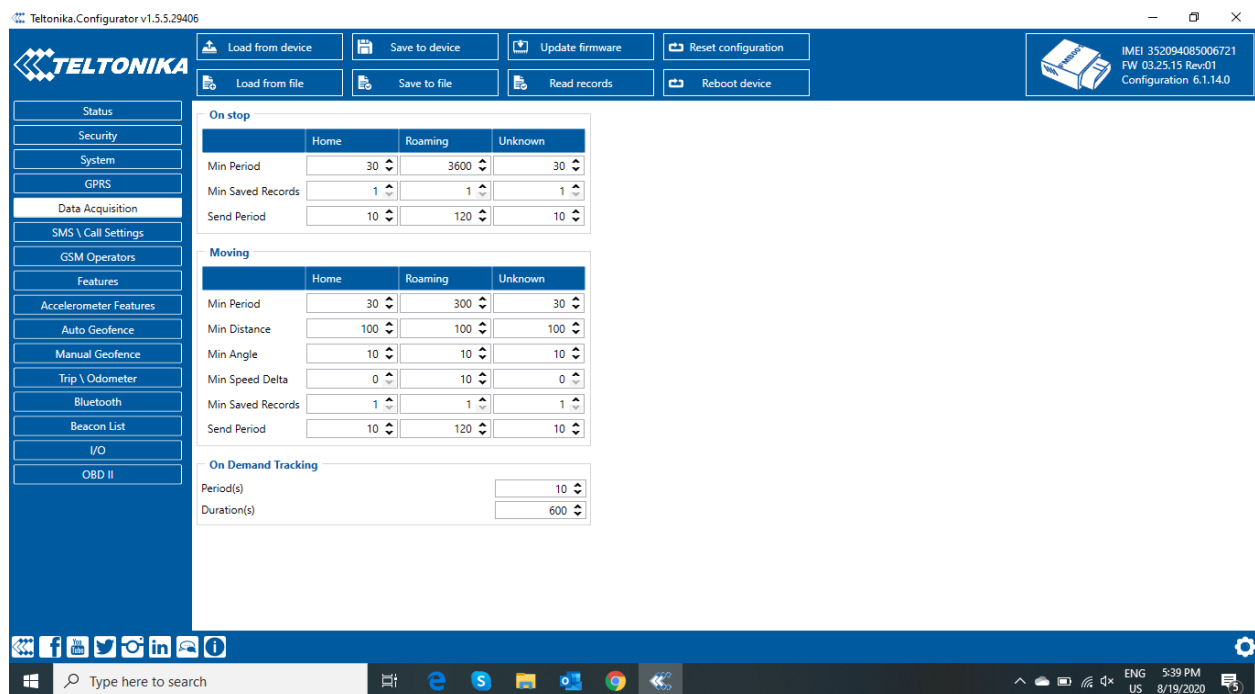 Teltonika.Configurator v1.5.5.29406
TELTONIKA
Load from device Save to device Update firmware Reset configuration
Load from file Save to file Read records Reboot device
IMEI 352094085006721
FW 03.25.15 Rev:01
Configuration 6.1.14.0
Status
Security
System
GPRS
Data Acquisition
SMS \ Call Settings
GSM Operators
Features
Accelerometer Features
Auto Geofence
Manual Geofence
Trip \ Odometer
Bluetooth
Beacon List
I/O
OBD II
On stop
Home Roaming Unknown
Min Period 30 3600 30
Min Saved Records 1 1 1
Send Period 10 120 10
Moving
Home Roaming Unknown
Min Period 30 300 30
Min Distance 100 100 100
Min Angle 10 10 10
Min Speed Delta 0 10 0
Min Saved Records 1 1 1
Send Period 10 120 10
On Demand Tracking
Period(s) 10
Duration(s) 600
Type here to search
ENG
US
5:39 PM
8/19/2020
5